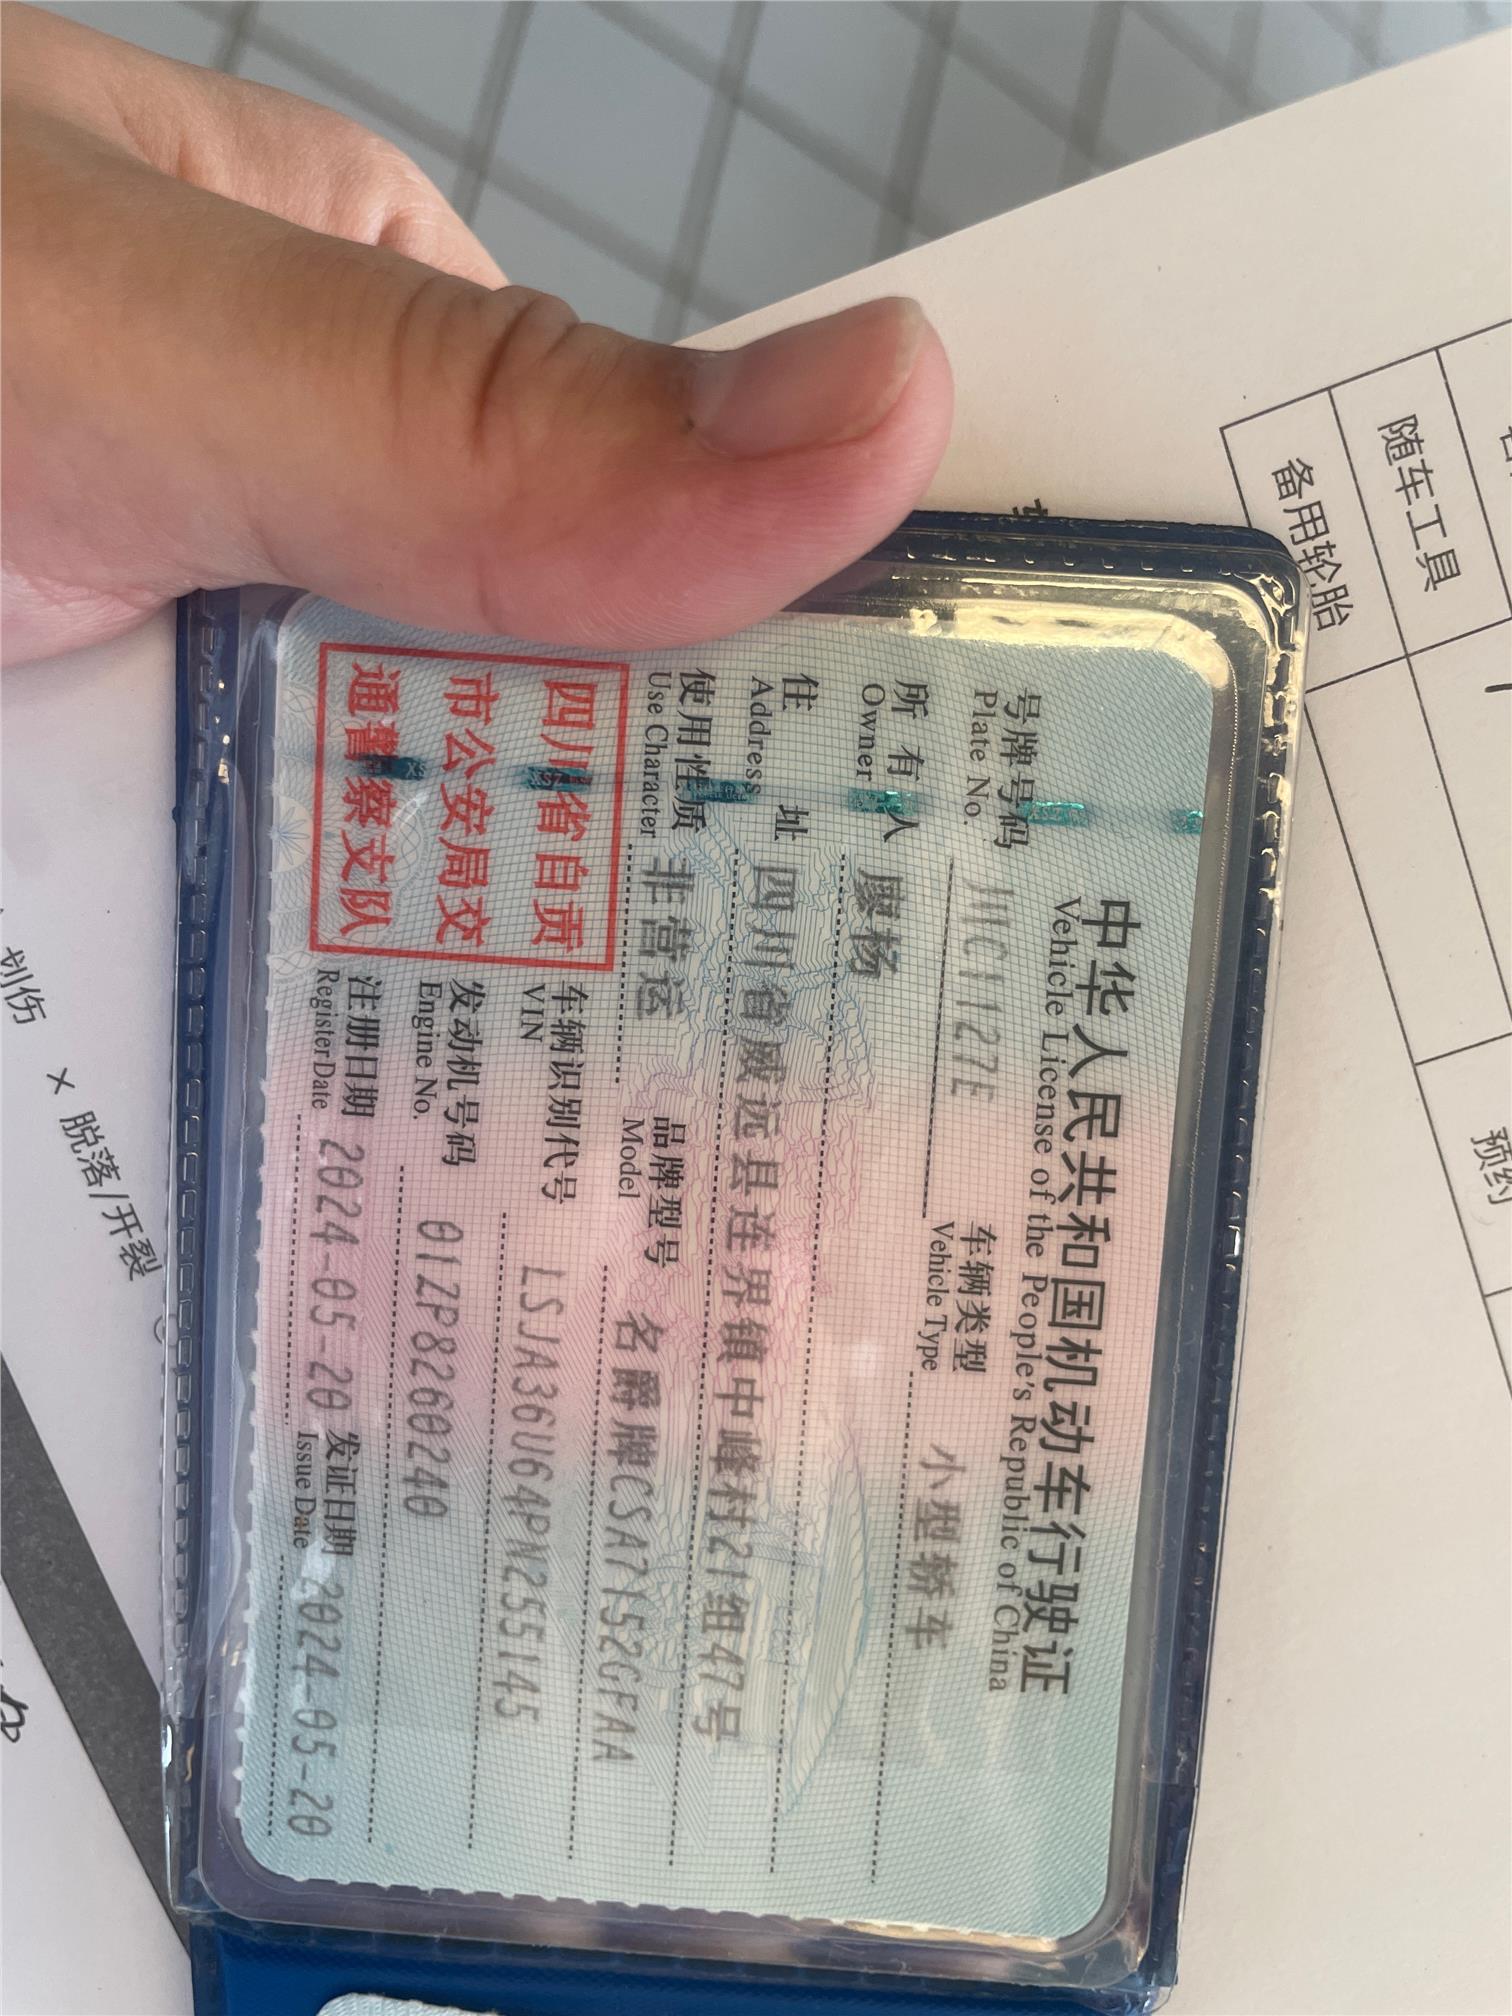 中华人民共和国机动车行驶证
Vehicle License of the People's Republic of China
号牌号码
Plate No.
川C1127E
车辆类型
Vehicle Type
小型轿车
所有人
Owner
廖杨
住址
Address
四川省威远县连界镇中峰村21组47号
使用性质
Use Character
非营运
品牌型号
Model
名爵牌CSA7152GFAA
四川省自贡
市公安局交
通警察支队
车辆识别代号
VIN
LSJA36U64PN255145
发动机号码
Engine No.
01ZP8260240
注册日期
Register Date
2024-05-20
发证日期
Issue Date
2024-05-20
随车工具
备用轮胎
预约
划伤 × 脱落/开裂